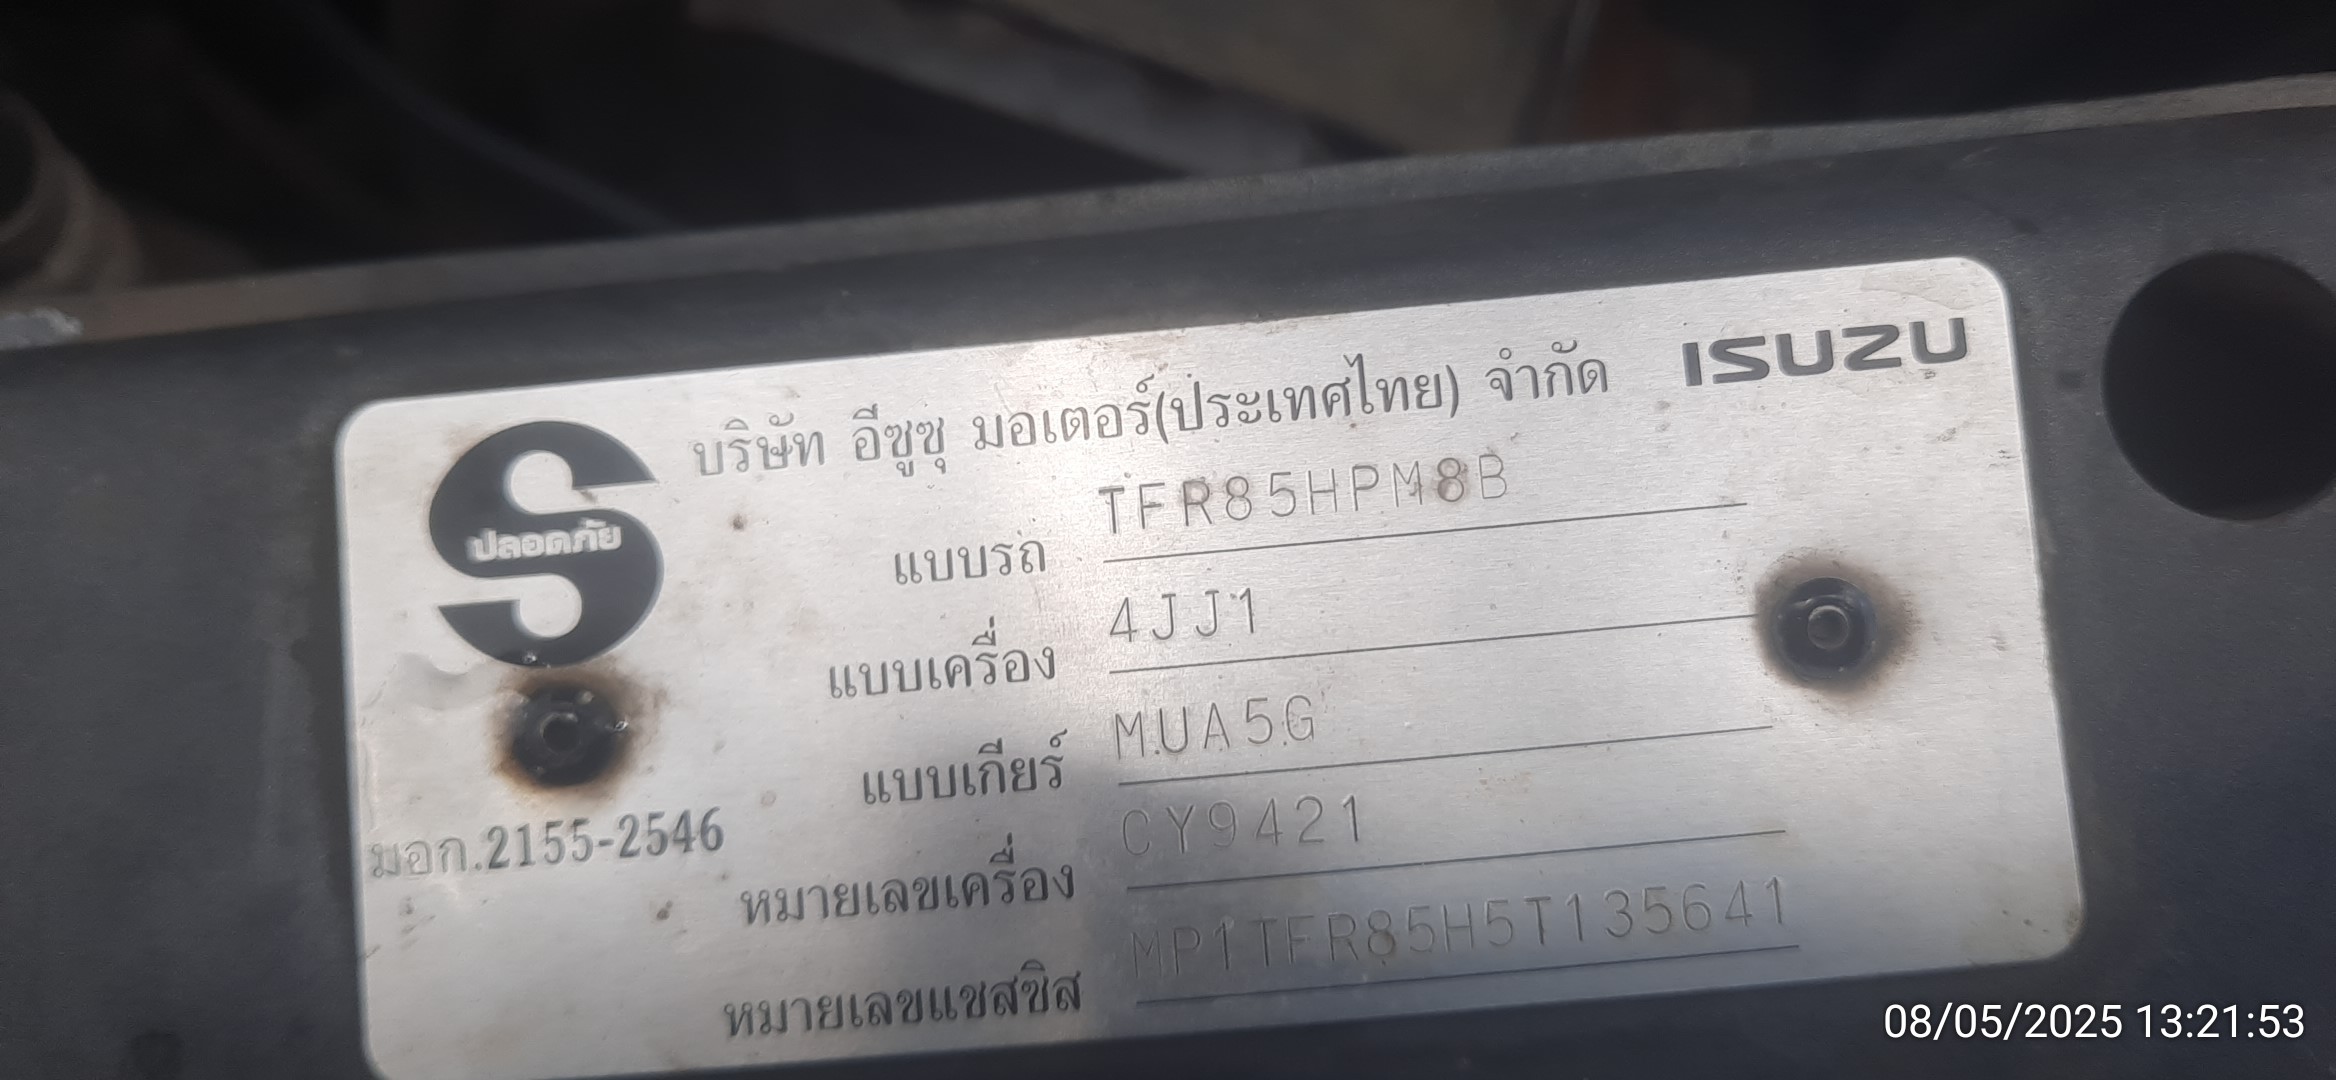 บริษัท อีซูซุ มอเตอร์(ประเทศไทย) จำกัด ISUZU
ปลอดภัย
แบบรถ TFR85HPM8B
แบบเครื่อง 4JJ1
แบบเกียร์ MUA5G
มอก.2155-2546
หมายเลขเครื่อง CY9421
หมายเลขแชสซิส MP1TFR85H5T135641
08/05/2025 13:21:53